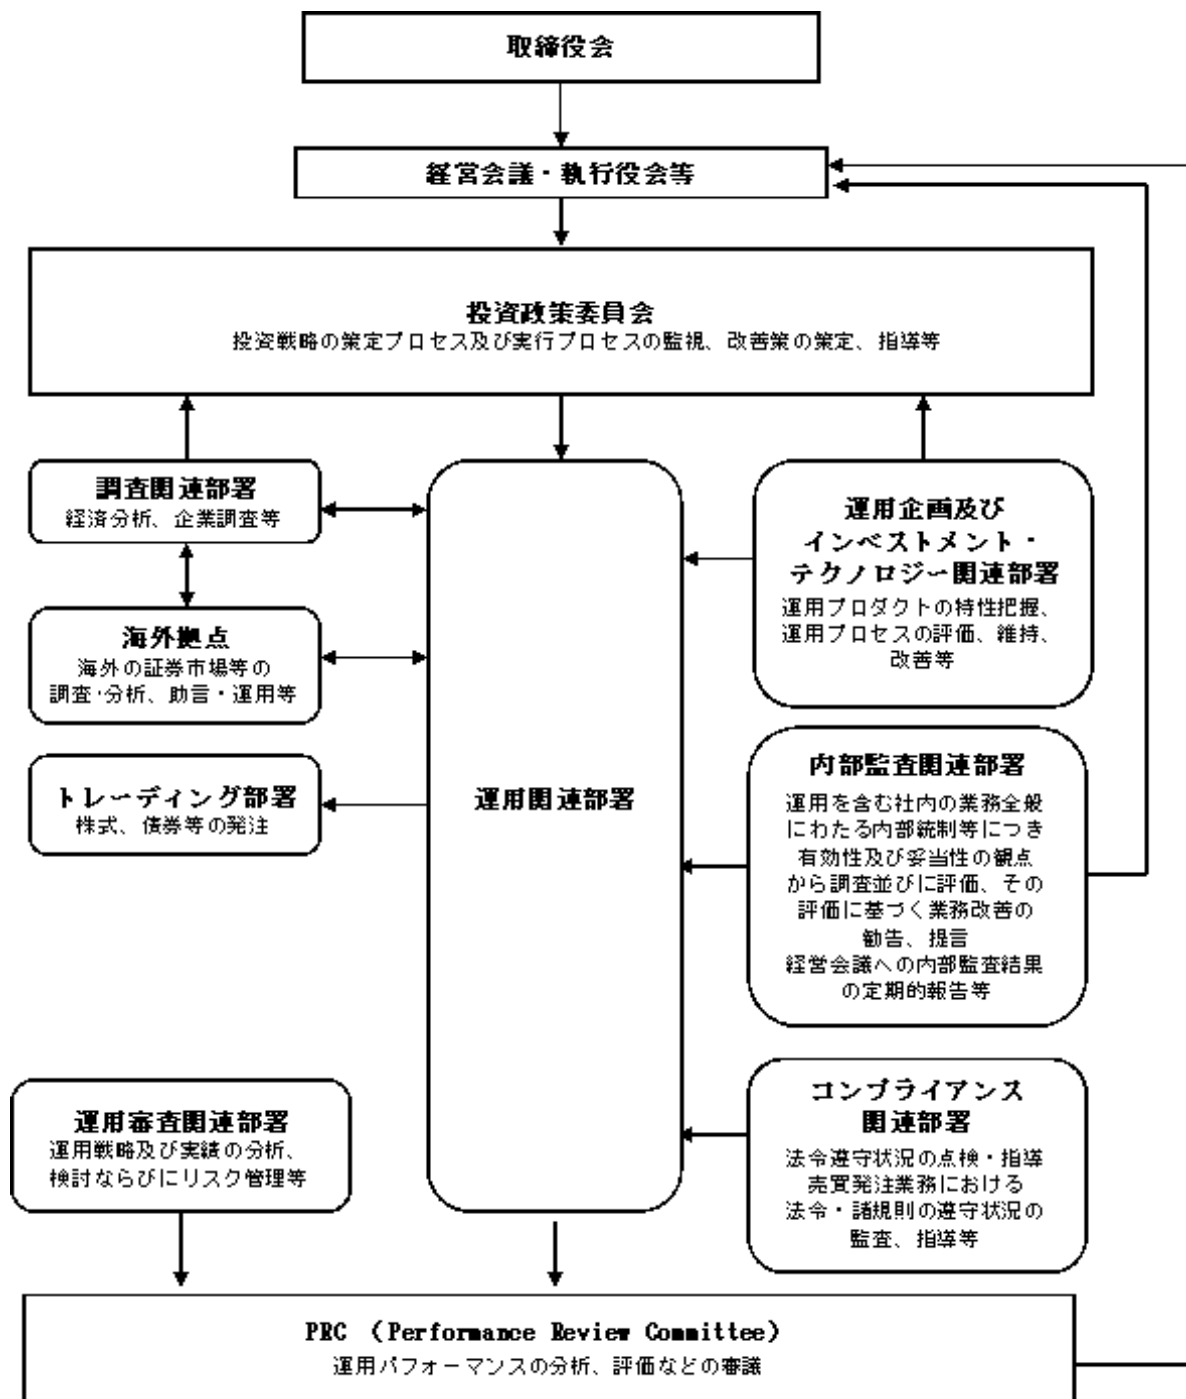 取締役会
経営会議・執行役会等
投資政策委員会
投資戦略の策定プロセス及び実行プロセスの監視、改善策の策定、指導等
調査関連部署
経済分析、企業調査等
海外拠点
海外の証券市場等の
調査・分析、助言・運用等
トレーディング部署
株式、債券等の発注
運用関連部署
運用企画及び
インベストメント・
テクノロジー関連部署
運用プロダクトの特性把握、
運用プロセスの評価、維持、
改善等
内部監査関連部署
運用を含む社内の業務全般
にわたる内部統制等につき
有効性及び妥当性の観点
から調査並びに評価、その
評価に基づく業務改善の
勧告、提言
経営会議への内部監査結果
の定期的報告等
コンプライアンス
関連部署
法令遵守状況の点検・指導
売買発注業務における
法令・諸規則の遵守状況の
監査、指導等
運用審査関連部署
運用戦略及び実績の分析、
検討ならびにリスク管理等
PRC （Performance Review Committee）
運用パフォーマンスの分析、評価などの審議